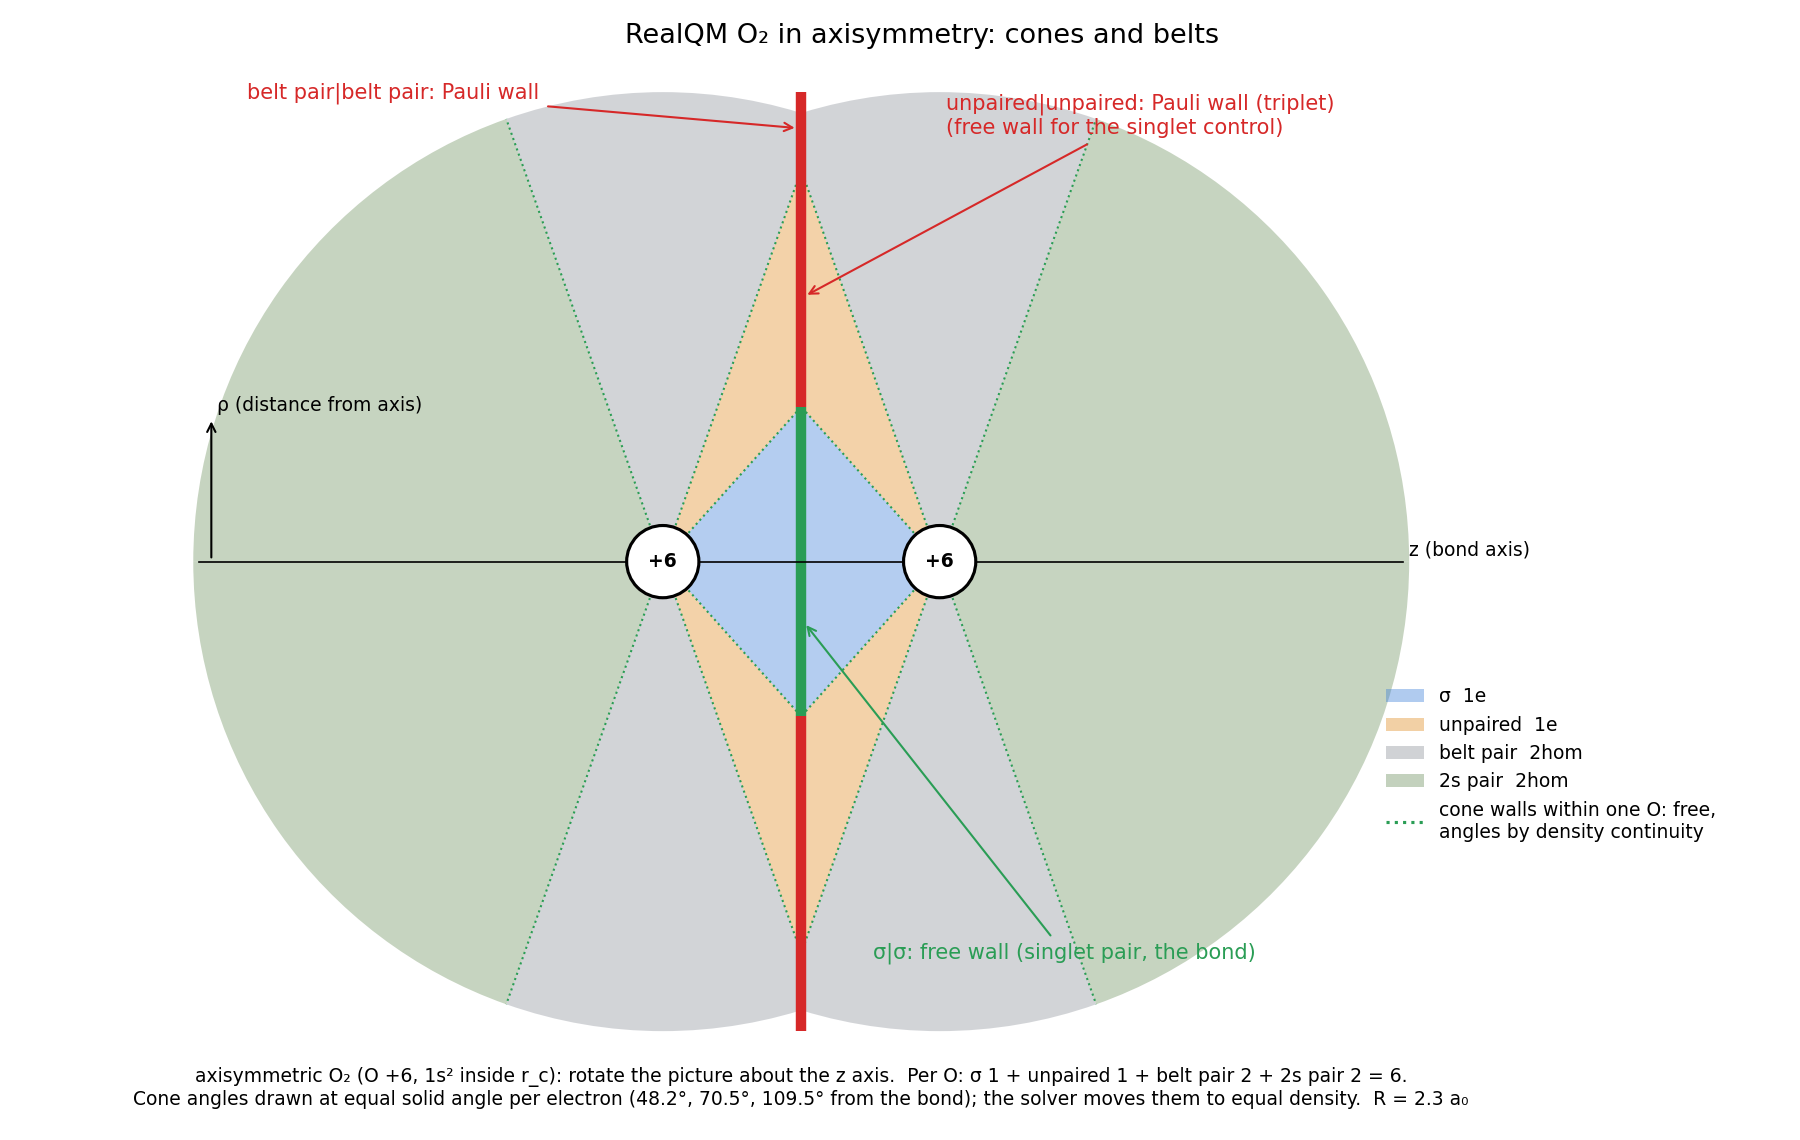 RealQM O₂ in axisymmetry: cones and belts
belt pair|belt pair: Pauli wall
unpaired|unpaired: Pauli wall (triplet)
(free wall for the singlet control)
ρ (distance from axis)
z (bond axis)
+6
+6
σ  1e
unpaired  1e
belt pair  2hom
2s pair  2hom
cone walls within one O: free,
angles by density continuity
σ|σ: free wall (singlet pair, the bond)
axisymmetric O₂ (O +6, 1s² inside r_c): rotate the picture about the z axis.  Per O: σ 1 + unpaired 1 + belt pair 2 + 2s pair 2 = 6.
Cone angles drawn at equal solid angle per electron (48.2°, 70.5°, 109.5° from the bond); the solver moves them to equal density.  R = 2.3 a₀